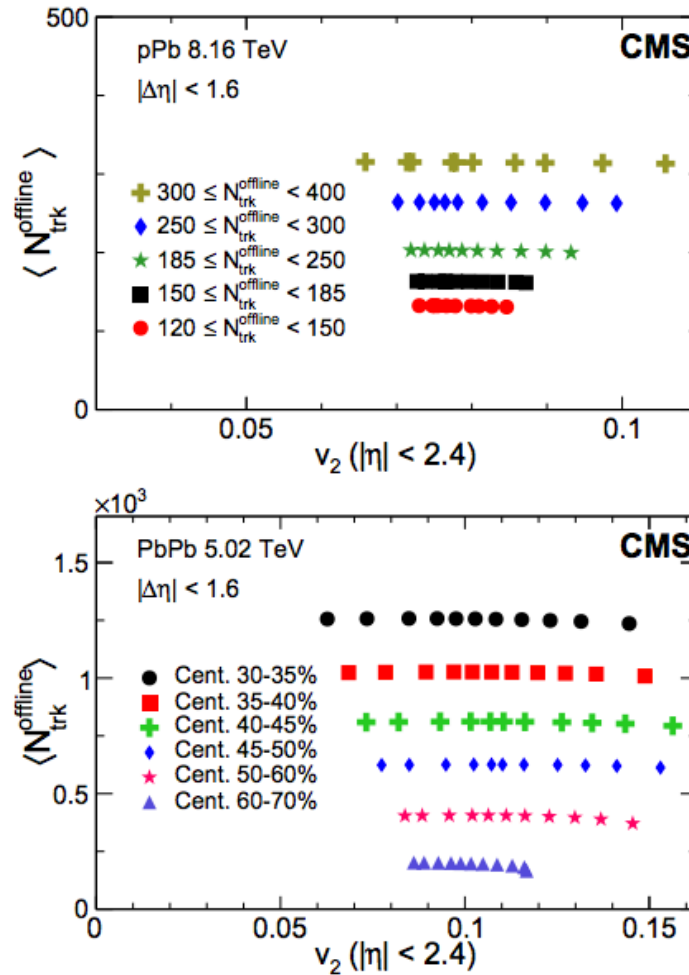 500
pPb 8.16 TeV
CMS
|Δη| < 1.6
⟨ N_trk^offline ⟩
300 ≤ N_trk^offline < 400
250 ≤ N_trk^offline < 300
185 ≤ N_trk^offline < 250
150 ≤ N_trk^offline < 185
120 ≤ N_trk^offline < 150
0
0.05
0.1
v₂ (|η| < 2.4)
×10³
PbPb 5.02 TeV
CMS
1.5
|Δη| < 1.6
⟨N_trk^offline⟩
Cent. 30-35%
1
Cent. 35-40%
Cent. 40-45%
Cent. 45-50%
0.5
Cent. 50-60%
Cent. 60-70%
0
0
0.05
0.1
0.15
v₂ (|η| < 2.4)